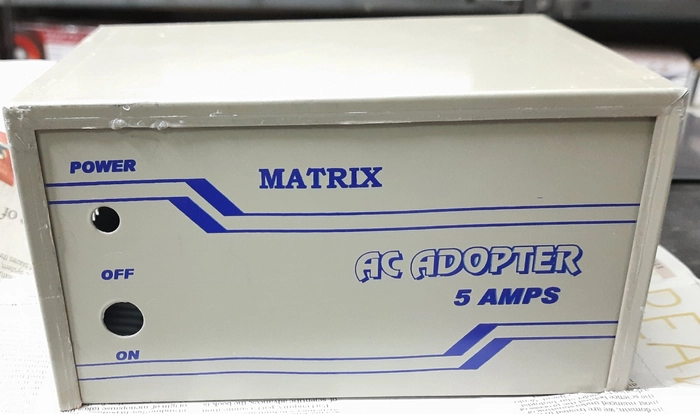 POWER
MATRIX
OFF
AC ADOPTER
5 AMPS
ON